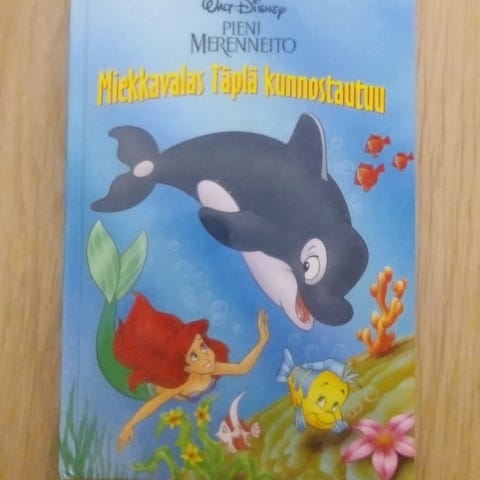 Walt Disney
PIENI
MERENNEITO
Miekkavalas Täplä kunnostautuu